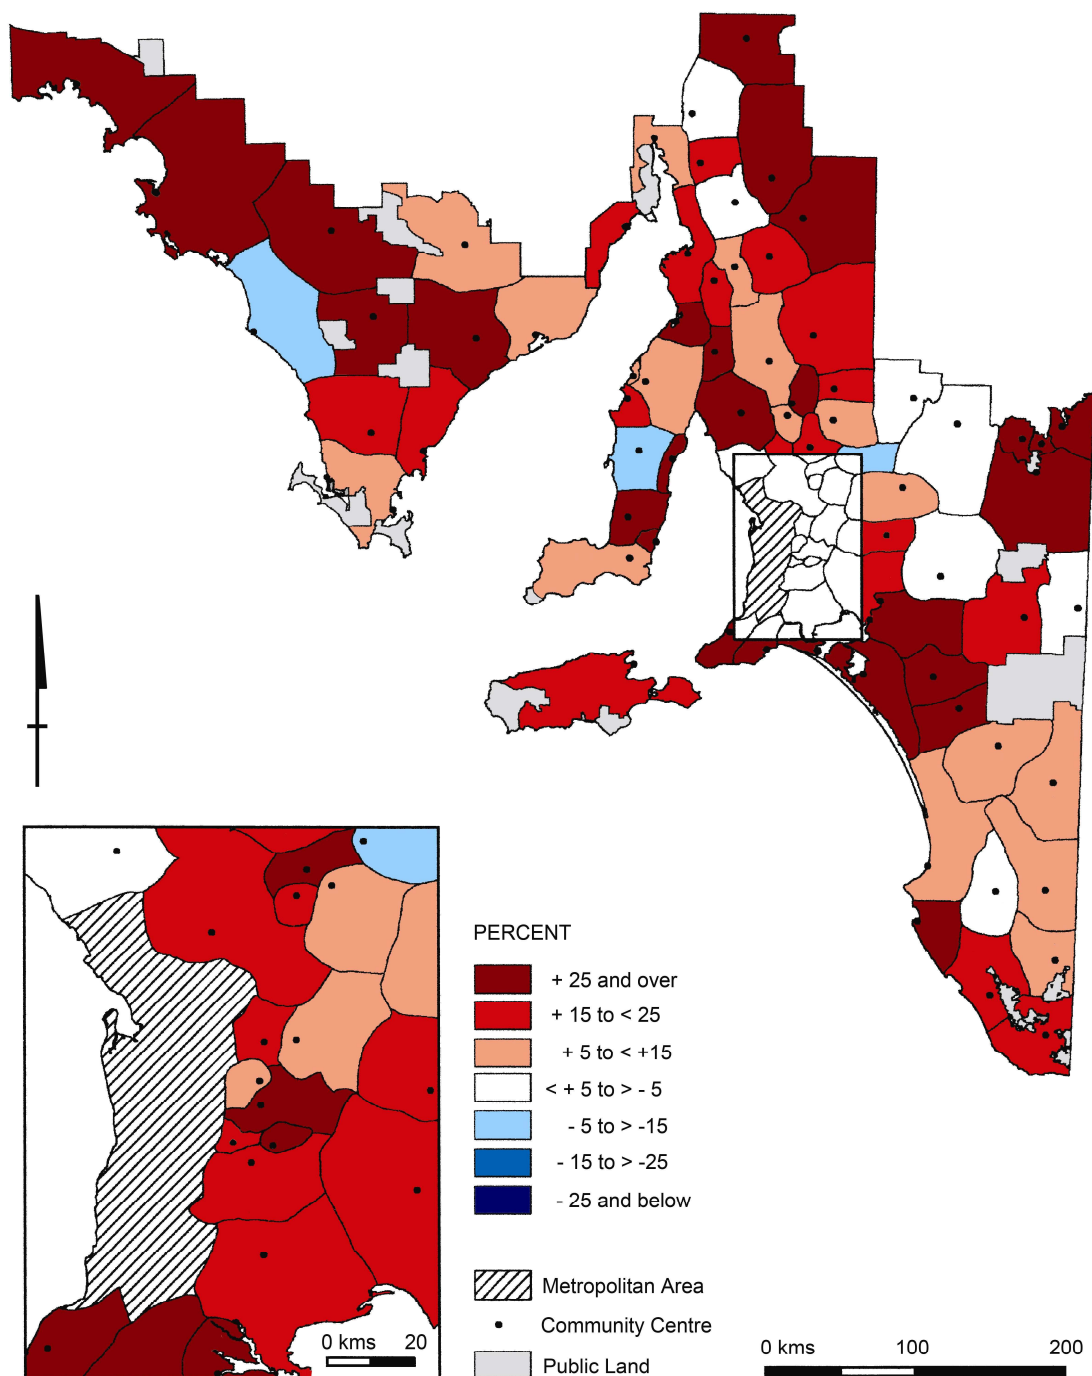 PERCENT
+ 25 and over
+ 15 to < 25
+ 5 to < +15
< + 5 to > - 5
- 5 to > -15
- 15 to > -25
- 25 and below
Metropolitan Area
Community Centre
Public Land
0 kms 20
0 kms 100 200